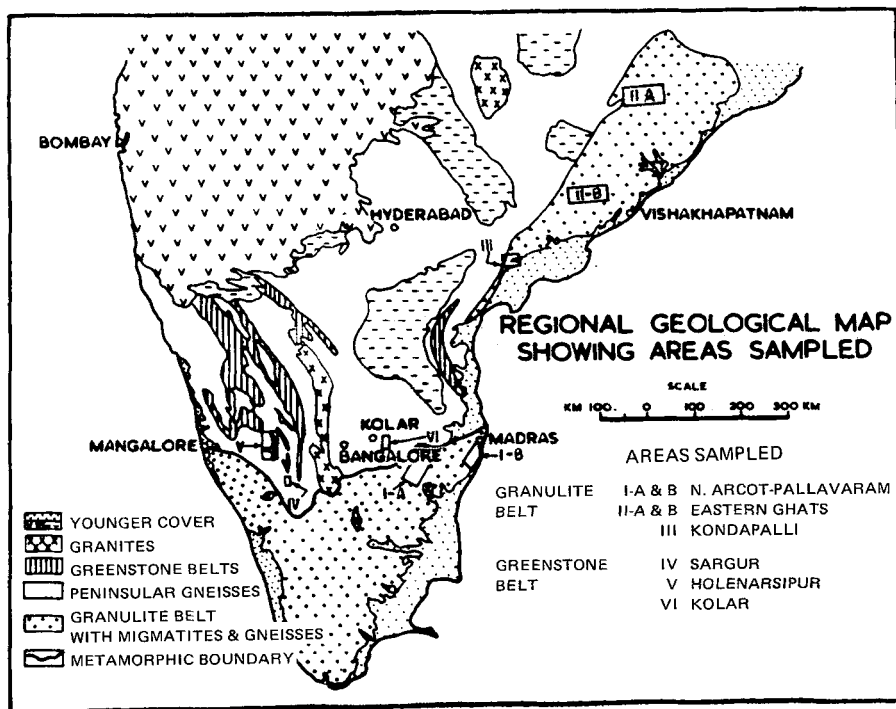 II A
BOMBAY
II-B
HYDERABAD
VISHAKHAPATNAM
III
REGIONAL GEOLOGICAL MAP
SHOWING AREAS SAMPLED
SCALE
KM 100 0 100 200 300 KM
KOLAR
VI
MANGALORE
V
BANGALORE
MADRAS
I-B
I-A
IV
AREAS SAMPLED
GRANULITE I-A & B N. ARCOT-PALLAVARAM
BELT II-A & B EASTERN GHATS
III KONDAPALLI
GREENSTONE IV SARGUR
BELT V HOLENARSIPUR
VI KOLAR
YOUNGER COVER
GRANITES
GREENSTONE BELTS
PENINSULAR GNEISSES
GRANULITE BELT
WITH MIGMATITES & GNEISSES
METAMORPHIC BOUNDARY